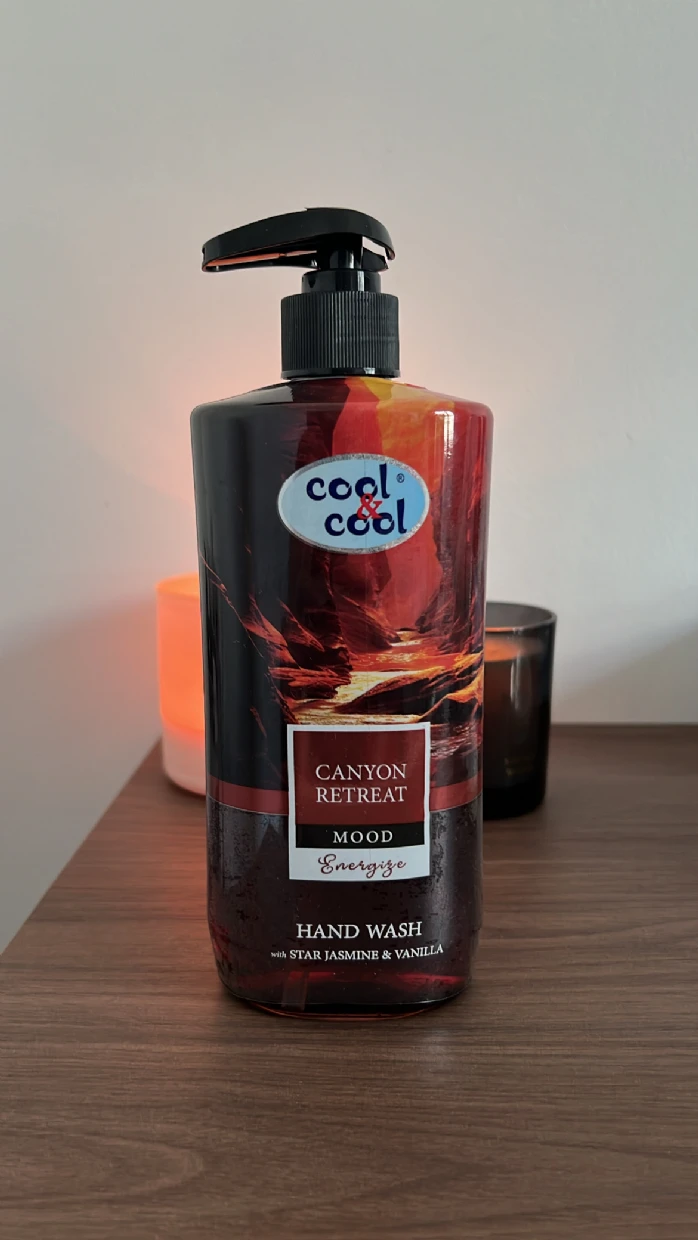 cool ®
&
cool
CANYON
RETREAT
MOOD
Energize
HAND WASH
with STAR JASMINE & VANILLA